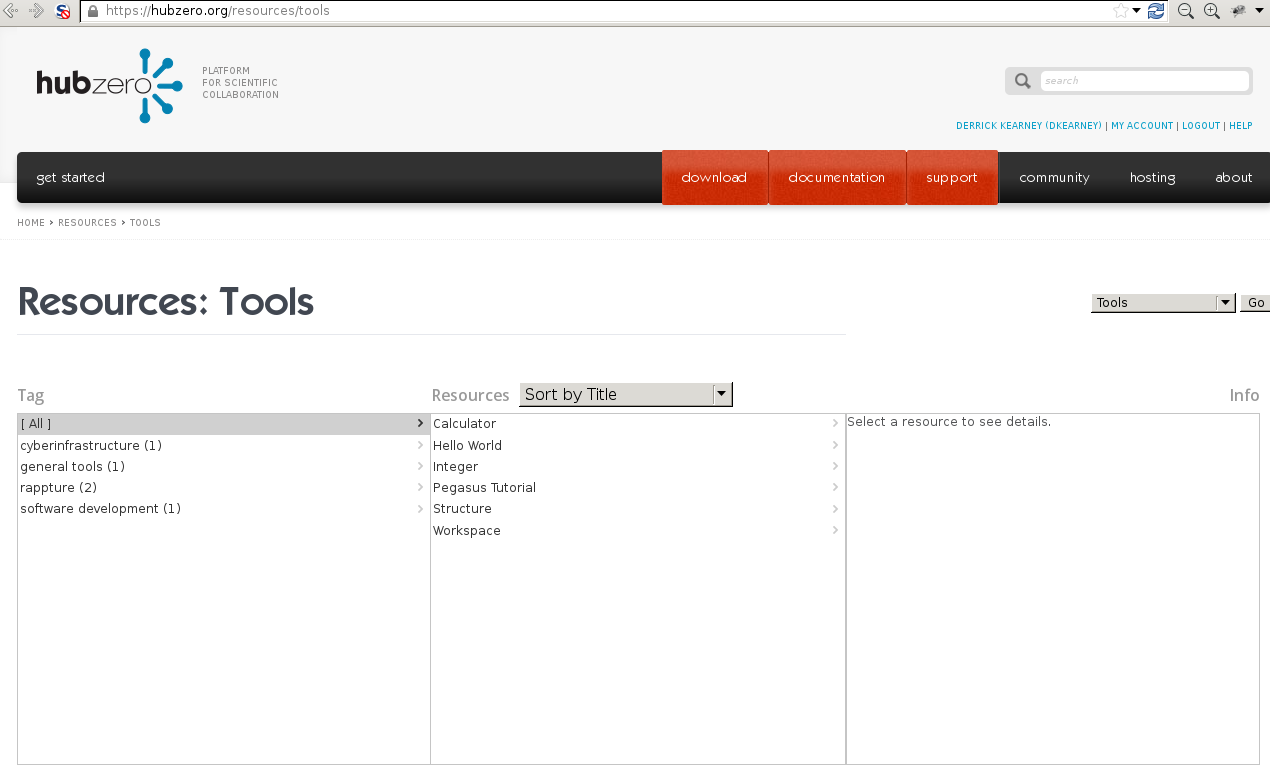 https://hubzero.org/resources/tools
hubzero
PLATFORM
FOR SCIENTIFIC
COLLABORATION
search
DERRICK KEARNEY (DKEARNEY) | MY ACCOUNT | LOGOUT | HELP
get started download documentation support community hosting about
HOME › RESOURCES › TOOLS
Resources: Tools
Tools Go
Tag Resources Sort by Title Info
[ All ] Calculator Select a resource to see details.
cyberinfrastructure (1) Hello World
general tools (1) Integer
rappture (2) Pegasus Tutorial
software development (1) Structure
Workspace